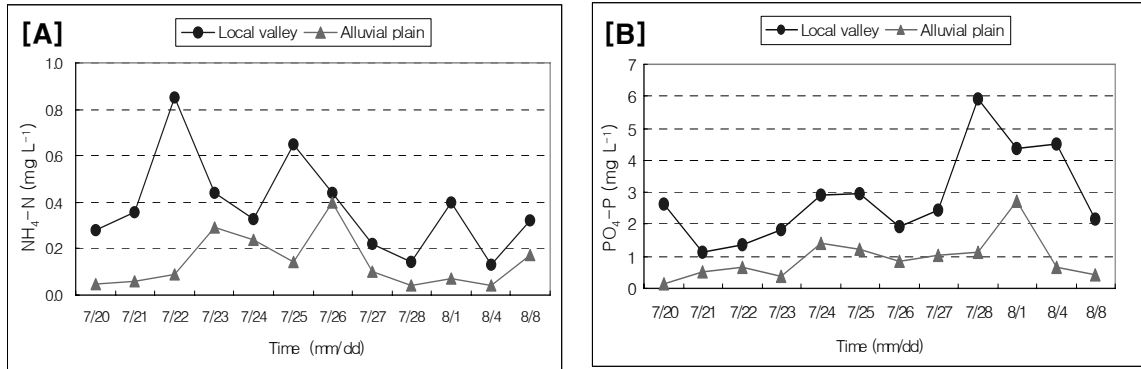 [A]
Local valley Alluvial plain
NH4-N (mg L-1)
1.0
0.8
0.6
0.4
0.2
0.0
7/20 7/21 7/22 7/23 7/24 7/25 7/26 7/27 7/28 8/1 8/4 8/8
Time (mm/dd)
[B]
Local valley Alluvial plain
PO4-P (mg L-1)
7
6
5
4
3
2
1
0
7/20 7/21 7/22 7/23 7/24 7/25 7/26 7/27 7/28 8/1 8/4 8/8
Time (mm/dd)